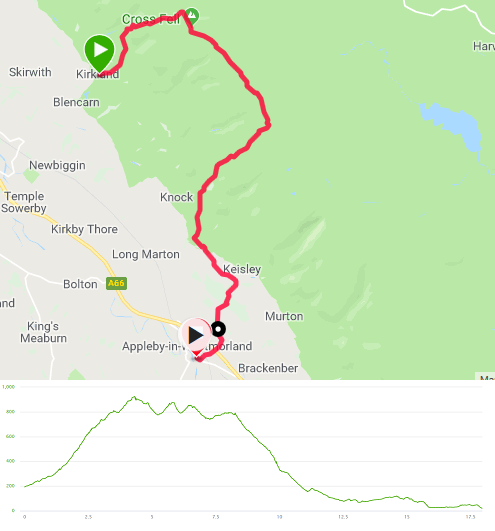 Cross Fell
Harv
Skirwith
Kirkland
Blencarn
Newbiggin
Temple
Sowerby
Knock
Kirkby Thore
Long Marton
Keisley
Bolton
A66
and
Murton
King's
Meaburn
Appleby-in-Westmorland
Brackenber
Ma
1,000
800
600
400
200
0
0
2.5
5
7.5
10
12.5
15
17.5